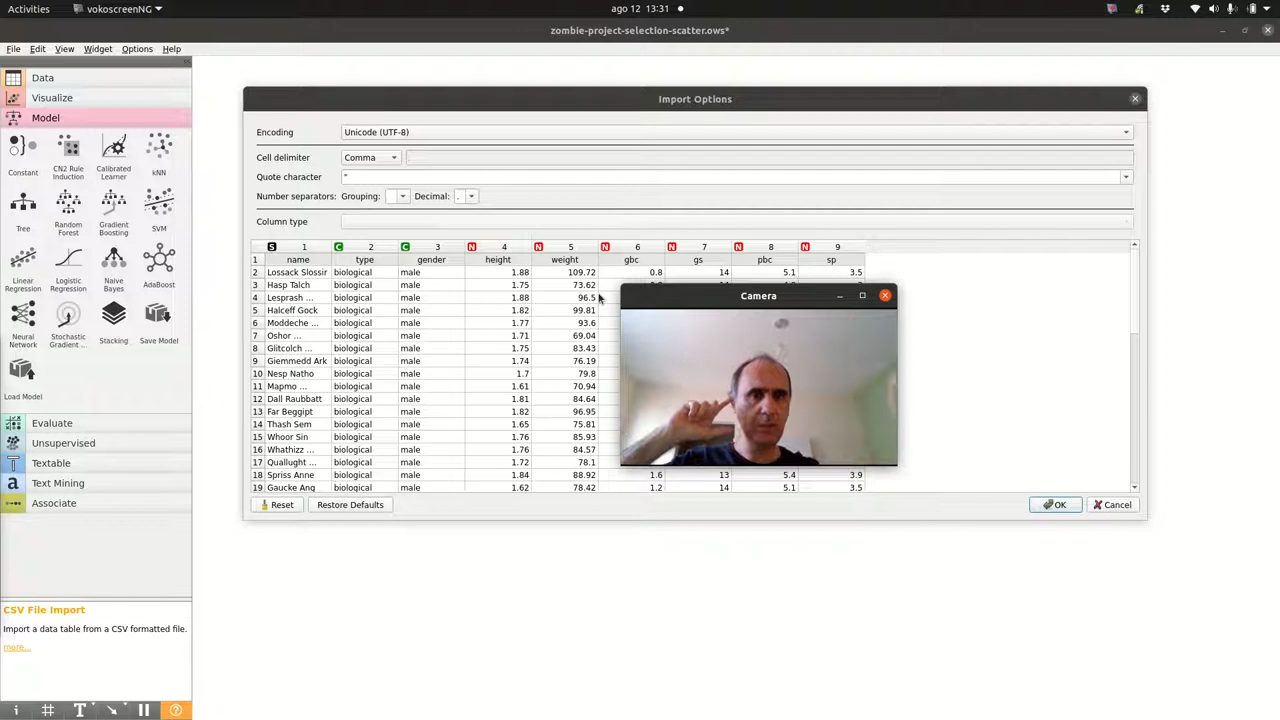 Activities vokoscreenNG ago 12 13:31
zombie-project-selection-scatter.ows*
File Edit View Widget Options Help
Data
Visualize
Model
Constant CN2 Rule Induction Calibrated Learner kNN
Tree Random Forest Gradient Boosting SVM
Linear Regression Logistic Regression Naive Bayes AdaBoost
Neural Network Stochastic Gradient ... Stacking Save Model
Load Model
Evaluate
Unsupervised
Textable
Text Mining
Associate
CSV File Import
Import a data table from a CSV formatted file.
more...
Import Options
Encoding Unicode (UTF-8)
Cell delimiter Comma
Quote character "
Number separators: Grouping: Decimal: .
Column type
S 1 C 2 C 3 N 4 N 5 N 6 N 7 N 8 N 9
1 name type gender height weight gbc gs pbc sp
2 Lossack Slossir biological male 1.88 109.72 0.8 14 5.1 3.5
3 Hasp Talch biological male 1.75 73.62
4 Lesprash ... biological male 1.88 96.5
5 Halceff Gock biological male 1.82 99.81
6 Moddeche ... biological male 1.77 93.6
7 Oshor ... biological male 1.71 69.04
8 Glitcolch ... biological male 1.75 83.43
9 Giemmedd Ark biological male 1.74 76.19
10 Nesp Natho biological male 1.7 79.8
11 Mapmo ... biological male 1.61 70.94
12 Dall Raubbatt biological male 1.81 84.64
13 Far Beggipt biological male 1.82 96.95
14 Thash Sem biological male 1.65 75.81
15 Whoor Sin biological male 1.76 85.93
16 Whathizz ... biological male 1.76 84.57
17 Quallught ... biological male 1.72 78.1
18 Spriss Anne biological male 1.84 88.92 1.6 13 5.4 3.9
19 Gaucke Ang biological male 1.62 78.42 1.2 14 5.1 3.5
Camera
Reset Restore Defaults OK Cancel